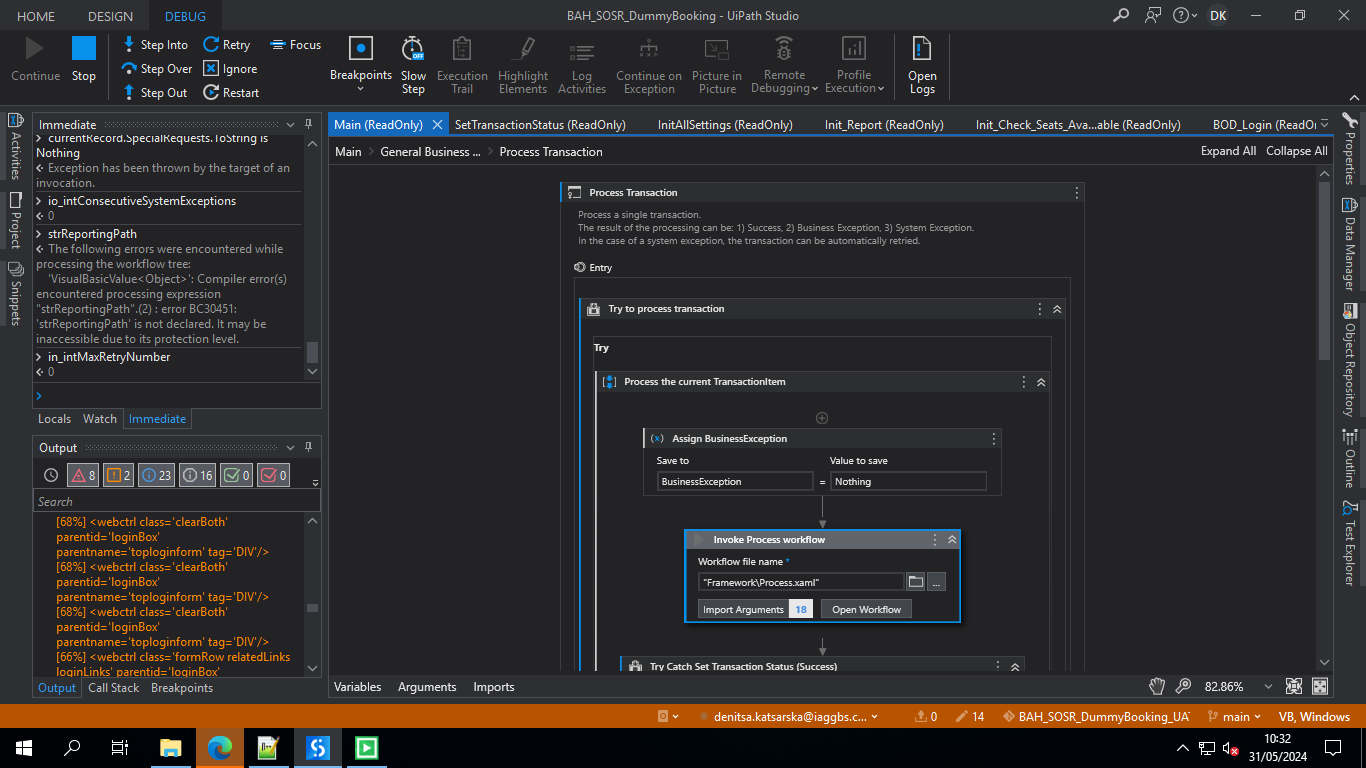 HOME DESIGN DEBUG BAH_SOSR_DummyBooking - UiPath Studio DK
Continue Stop
Step Into Retry Focus
Step Over Ignore
Step Out Restart
Breakpoints
Slow Step
Execution Trail
Highlight Elements
Log Activities
Continue on Exception
Picture in Picture
Remote Debugging
Profile Execution
Open Logs
Activities
Project
Snippets
Immediate
currentRecord.SpecialRequests.ToString is
Nothing
Exception has been thrown by the target of an
invocation.
io_intConsecutiveSystemExceptions
0
strReportingPath
The following errors were encountered while
processing the workflow tree:
'VisualBasicValue<Object>': Compiler error(s)
encountered processing expression
"strReportingPath".(2) : error BC30451:
'strReportingPath' is not declared. It may be
inaccessible due to its protection level.
in_intMaxRetryNumber
0
Locals Watch Immediate
Output
8 2 23 16 0 0
Search
[68%] <webctrl class='clearBoth'
parentid='loginBox'
parentname='toploginform' tag='DIV'/>
[68%] <webctrl class='clearBoth'
parentid='loginBox'
parentname='toploginform' tag='DIV'/>
[68%] <webctrl class='clearBoth'
parentid='loginBox'
parentname='toploginform' tag='DIV'/>
[66%] <webctrl class='formRow relatedLinks
loginLinks' parentid='loginBox'
Output Call Stack Breakpoints
Main (ReadOnly) SetTransactionStatus (ReadOnly) InitAllSettings (ReadOnly) Init_Report (ReadOnly) Init_Check_Seats_Ava...able (ReadOnly) BOD_Login (ReadOn
Main > General Business ... > Process Transaction Expand All Collapse All
Process Transaction
Process a single transaction.
The result of the processing can be: 1) Success, 2) Business Exception, 3) System Exception.
In the case of a system exception, the transaction can be automatically retried.
Entry
Try to process transaction
Try
Process the current TransactionItem
Assign BusinessException
Save to Value to save
BusinessException = Nothing
Invoke Process workflow
Workflow file name *
"Framework\Process.xaml" ...
Import Arguments 18 Open Workflow
Try Catch Set Transaction Status (Success)
Variables Arguments Imports 82.86%
Properties
Data Manager
Object Repository
Outline
Test Explorer
denitsa.katsarska@iaggbs.c... 0 14 BAH_SOSR_DummyBooking_UAT main VB, Windows
10:32
31/05/2024